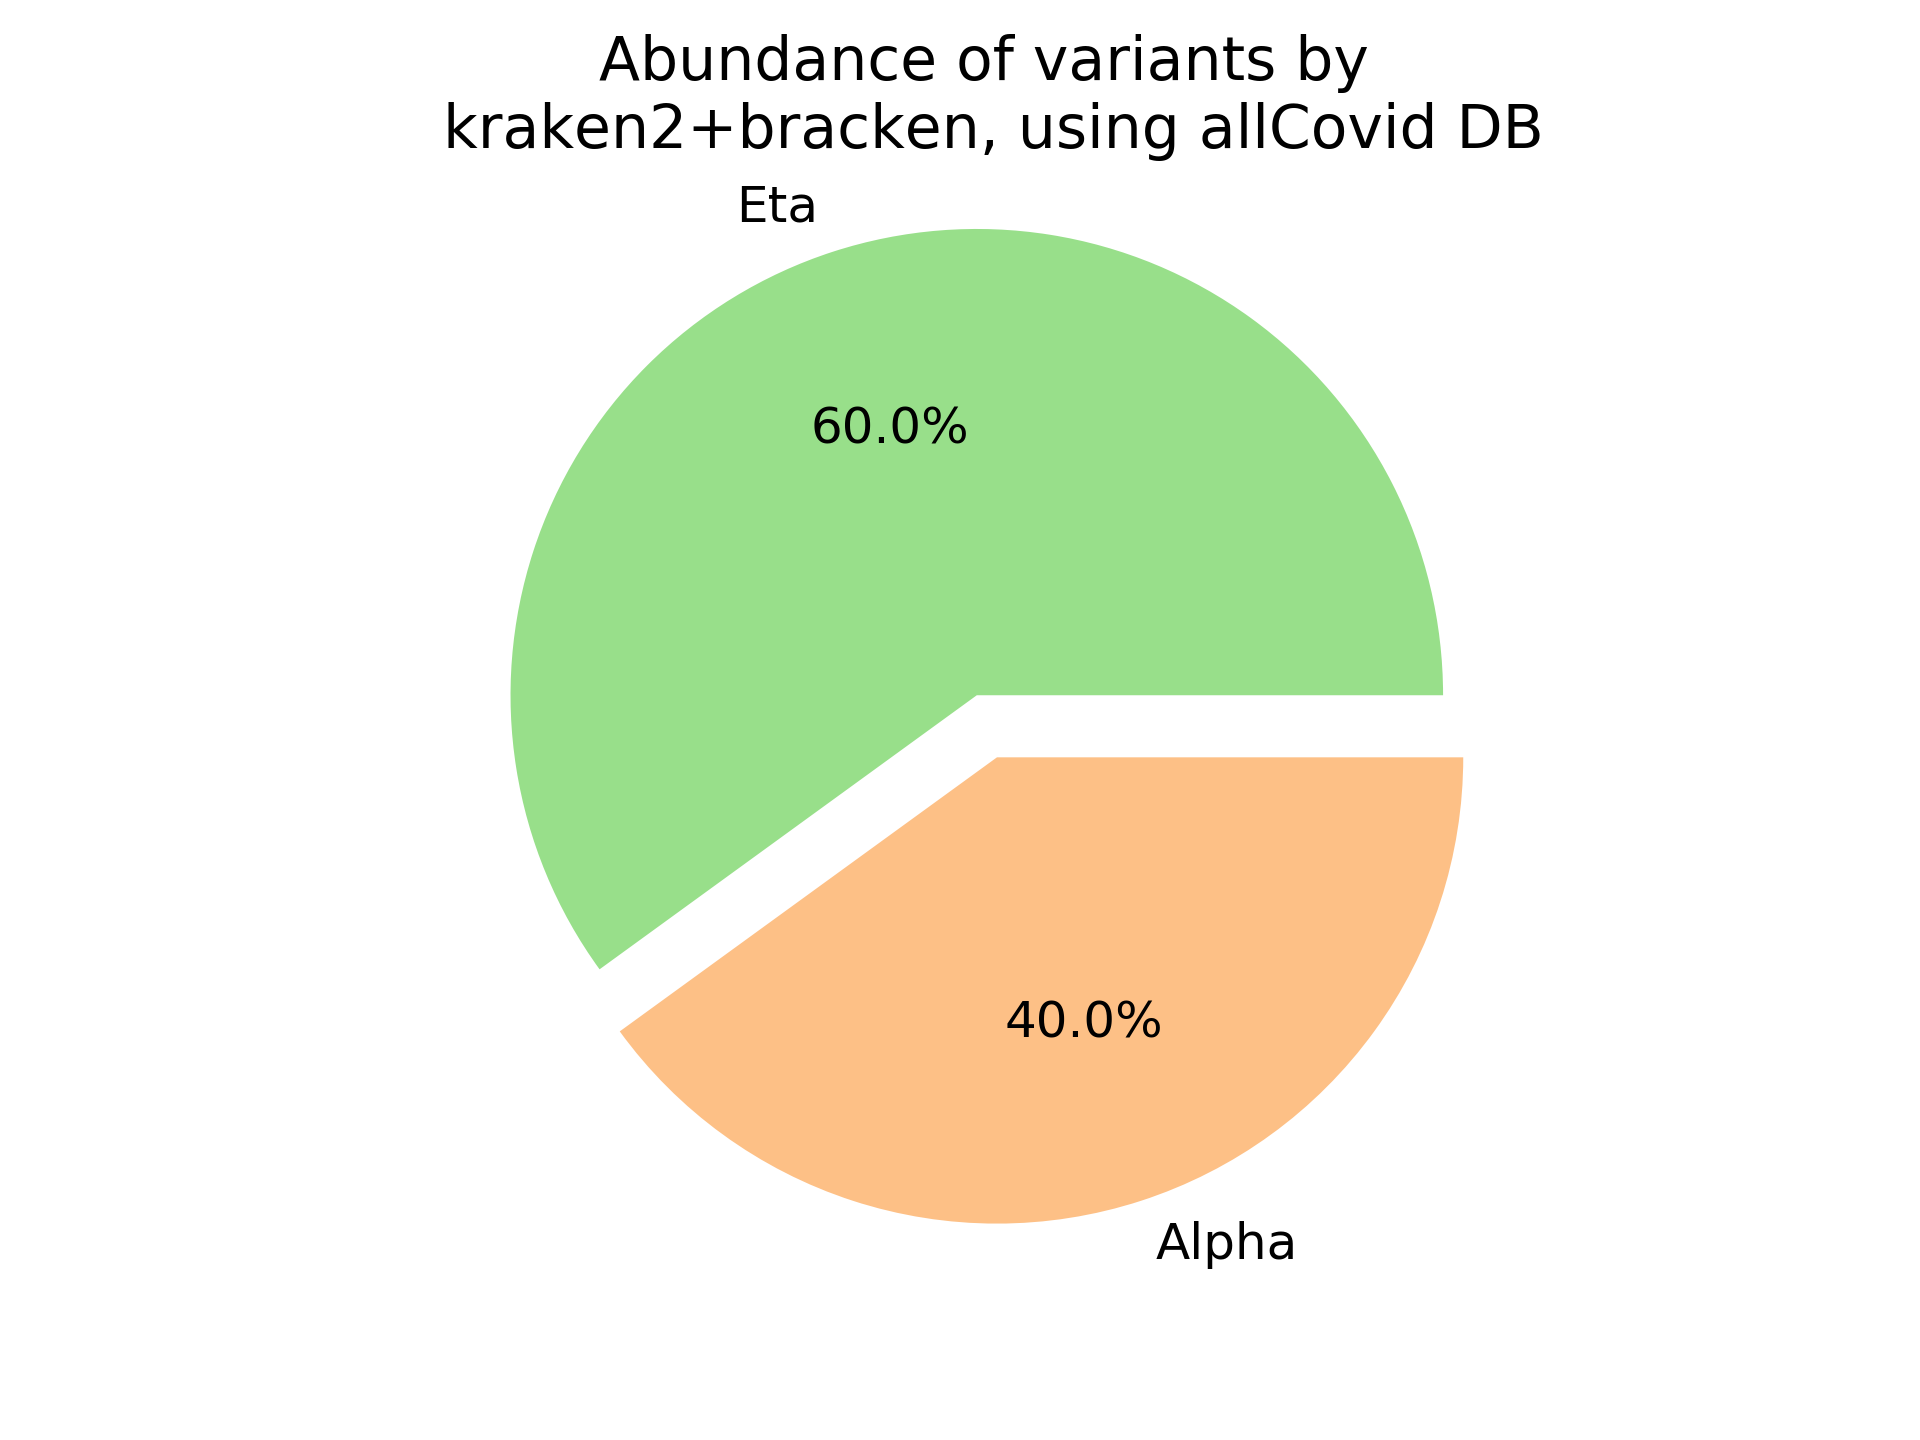 Abundance of variants by
kraken2+bracken, using allCovid DB
Eta
60.0%
40.0%
Alpha